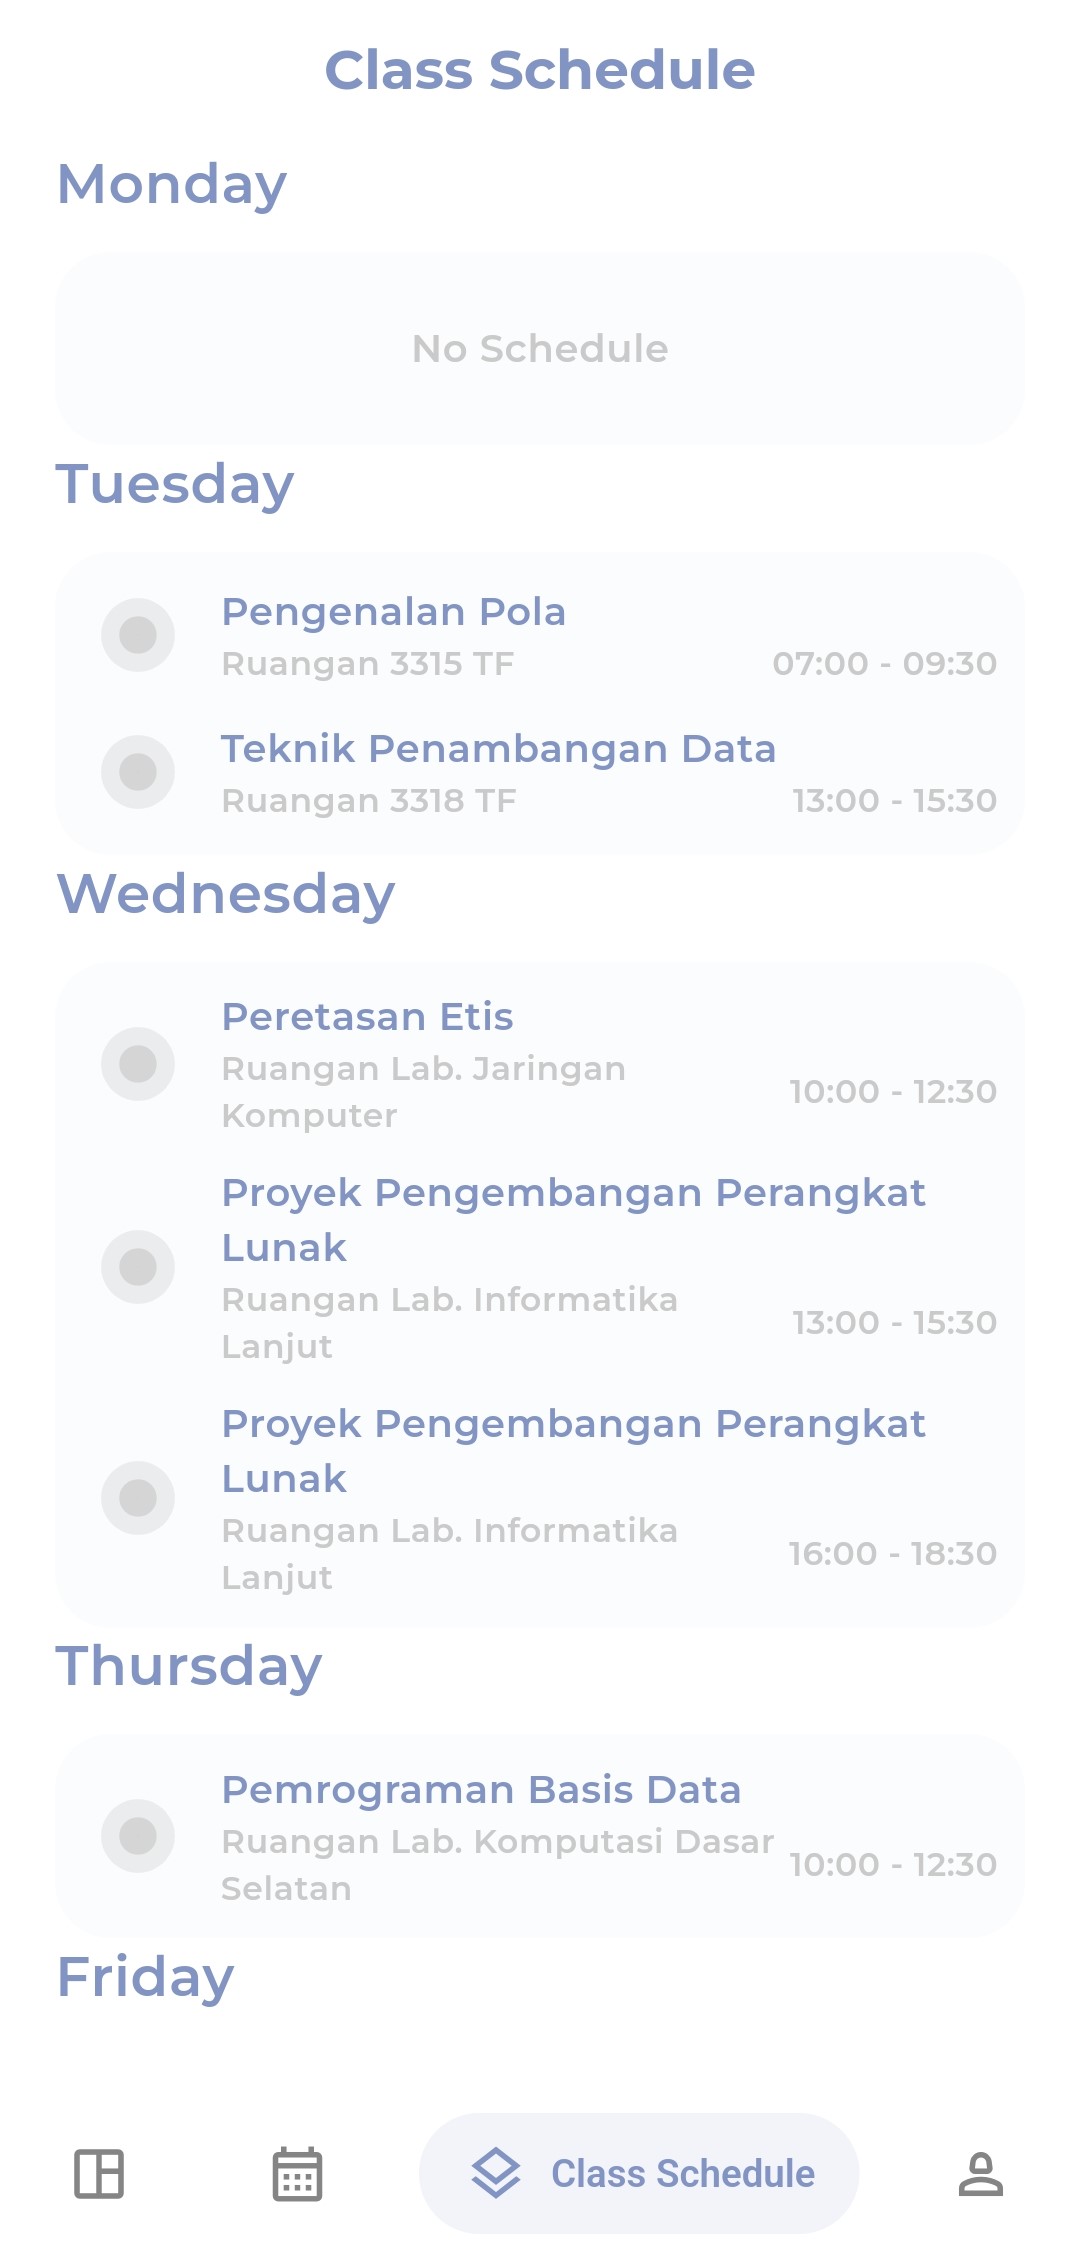 Class Schedule
Monday
No Schedule
Tuesday
Pengenalan Pola
Ruangan 3315 TF 07:00 - 09:30
Teknik Penambangan Data
Ruangan 3318 TF 13:00 - 15:30
Wednesday
Peretasan Etis
Ruangan Lab. Jaringan
Komputer
10:00 - 12:30
Proyek Pengembangan Perangkat
Lunak
Ruangan Lab. Informatika
Lanjut
13:00 - 15:30
Proyek Pengembangan Perangkat
Lunak
Ruangan Lab. Informatika
Lanjut
16:00 - 18:30
Thursday
Pemrograman Basis Data
Ruangan Lab. Komputasi Dasar
Selatan
10:00 - 12:30
Friday
Class Schedule